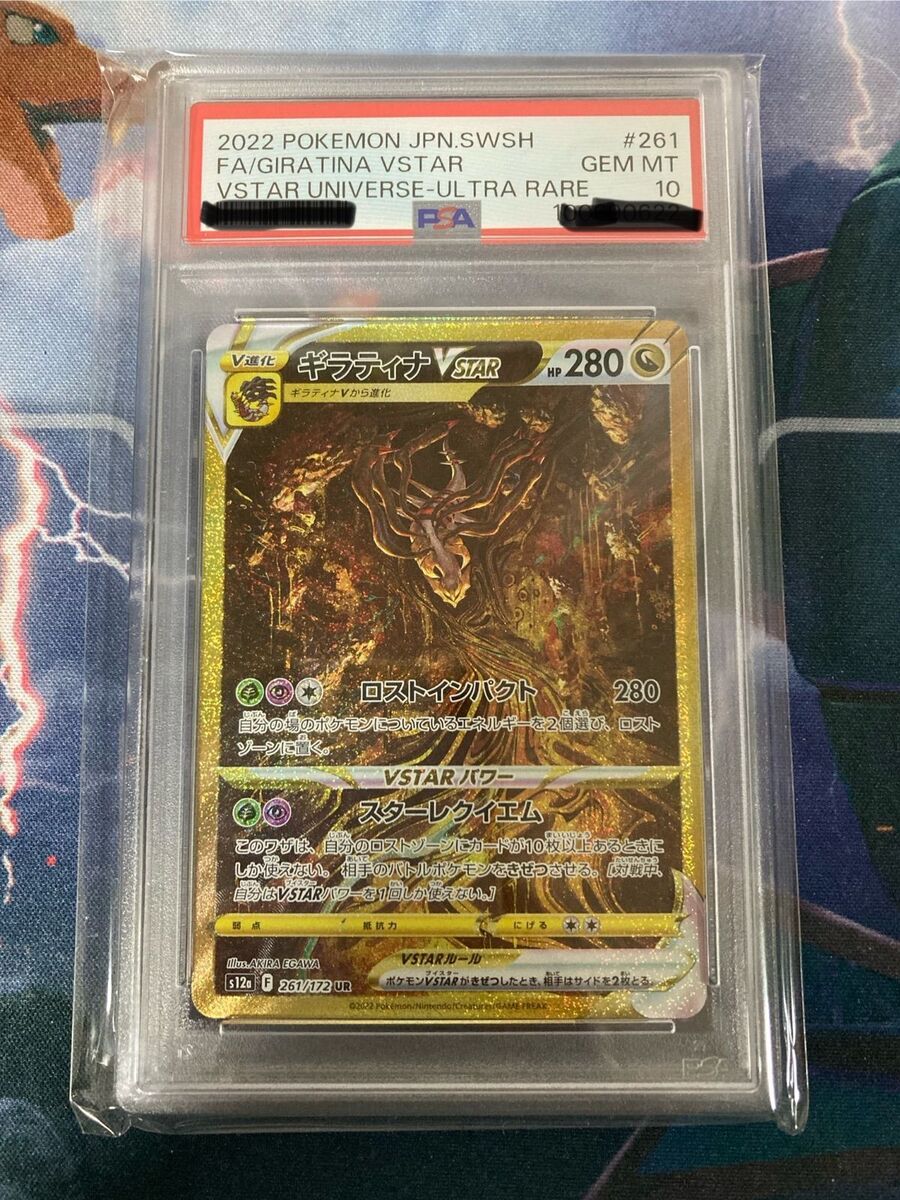 2022 POKEMON JPN.SWSH #261
FA/GIRATINA VSTAR GEM MT
VSTAR UNIVERSE-ULTRA RARE 10
PSA
V進化 ギラティナVSTAR HP 280
ギラティナVから進化
ロストインパクト 280
自分の場のポケモンについているエネルギーを2個選び、ロスト
ゾーンに置く。
VSTARパワー
スターレクイエム
このワザは、自分のロストゾーンにカードが10枚以上あるときに
しか使えない。相手のバトルポケモンをきぜつさせる。[対戦中、
自分はVSTARパワーを1回しか使えない。]
弱点 抵抗力 にげる
Illus. AKIRA EGAWA
VSTARルール
ポケモンVSTARがきぜつしたとき、相手はサイドを2枚とる。
s12a F 261/172 UR
©2022 Pokémon/Nintendo/Creatures/GAME FREAK